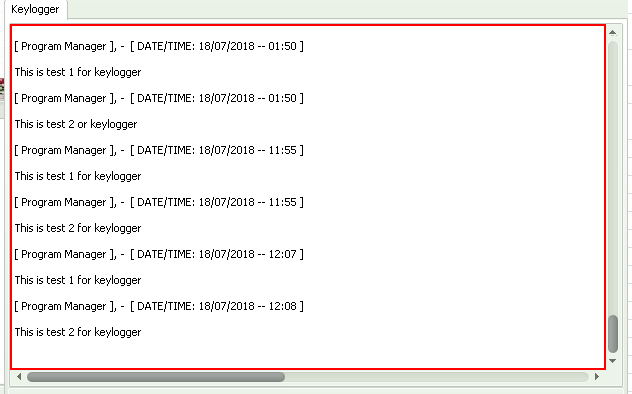 Keylogger
[ Program Manager ], -  [ DATE/TIME: 18/07/2018 -- 01:50 ]
This is test 1 for keylogger
[ Program Manager ], -  [ DATE/TIME: 18/07/2018 -- 01:50 ]
This is test 2 or keylogger
[ Program Manager ], -  [ DATE/TIME: 18/07/2018 -- 11:55 ]
This is test 1 for keylogger
[ Program Manager ], -  [ DATE/TIME: 18/07/2018 -- 11:55 ]
This is test 2 for keylogger
[ Program Manager ], -  [ DATE/TIME: 18/07/2018 -- 12:07 ]
This is test 1 for keylogger
[ Program Manager ], -  [ DATE/TIME: 18/07/2018 -- 12:08 ]
This is test 2 for keylogger